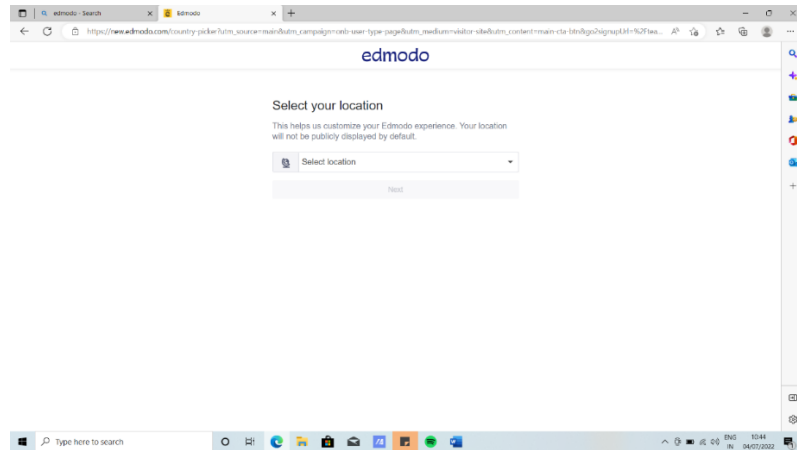 edmodo - Search
Edmodo
https://new.edmodo.com/country-picker?utm_source=main&utm_campaign=onb-user-type-page&utm_medium=visitor-site&utm_content=main-cta-btn&go2signupUrl=%2Ftea...
edmodo
Select your location
This helps us customize your Edmodo experience. Your location
will not be publicly displayed by default.
Select location
Next
Type here to search
ENG
IN
10:44
04/07/2022